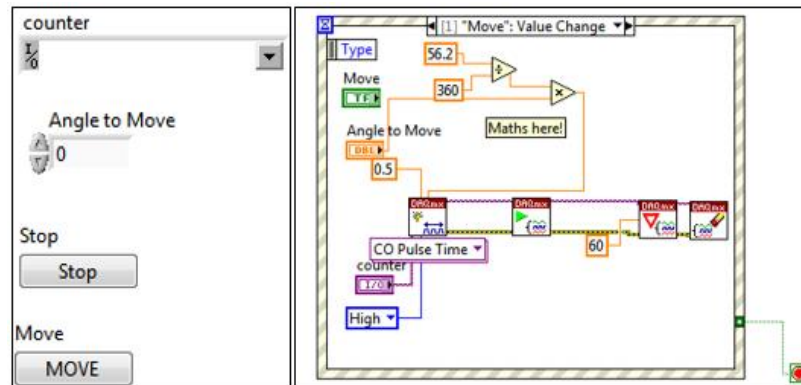 counter
I/O
Angle to Move
0
Stop
Stop
Move
MOVE
[1] "Move": Value Change
Type
56.2
Move
TF
360
Angle to Move
Maths here!
DBL
0.5
DAQmx
DAQmx
DAQmx
DAQmx
CO Pulse Time
60
counter
I/O
High